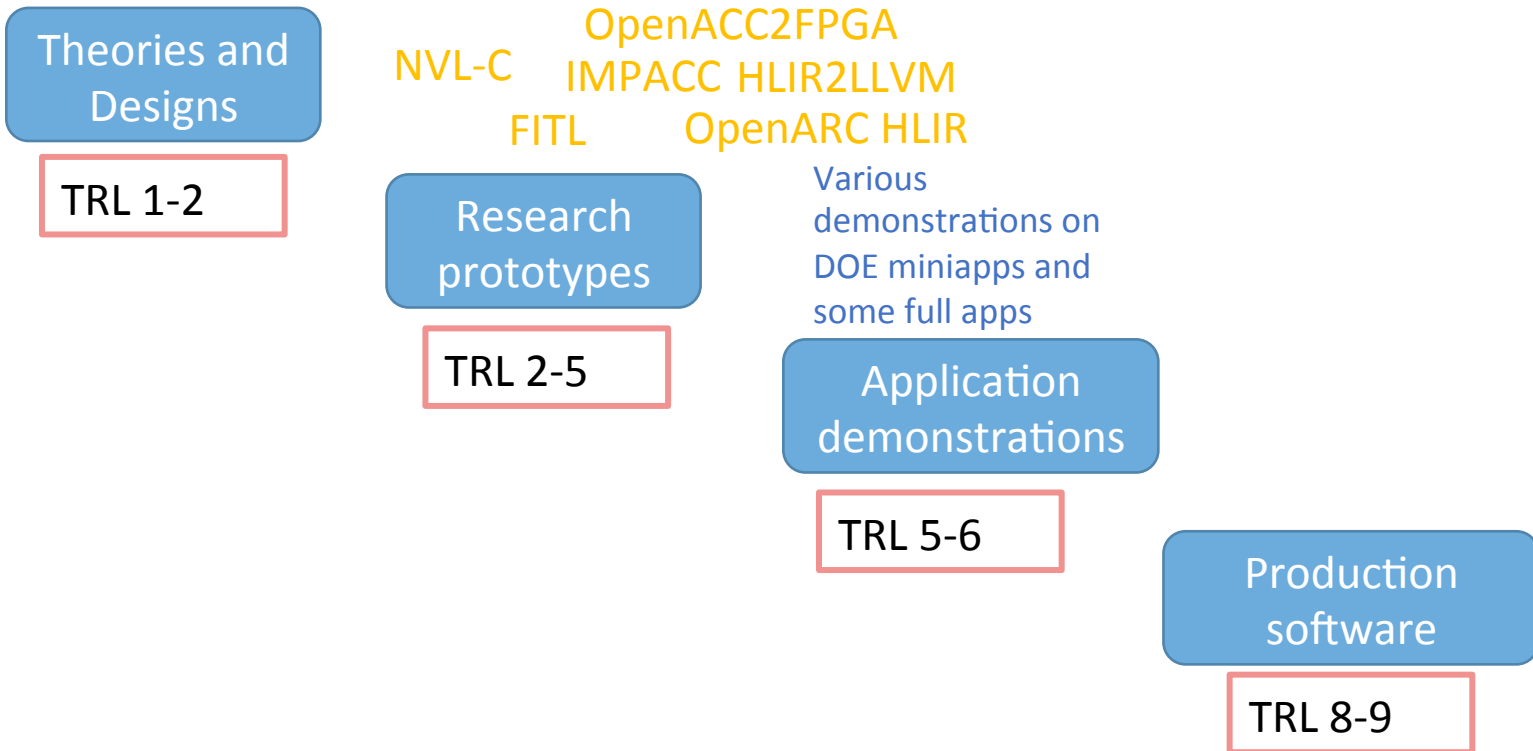 Theories and
Designs
TRL 1-2
OpenACC2FPGA
NVL-C
IMPACC HLIR2LLVM
FITL
OpenARC HLIR
Research
prototypes
TRL 2-5
Various
demonstrations on
DOE miniapps and
some full apps
Application
demonstrations
TRL 5-6
Production
software
TRL 8-9